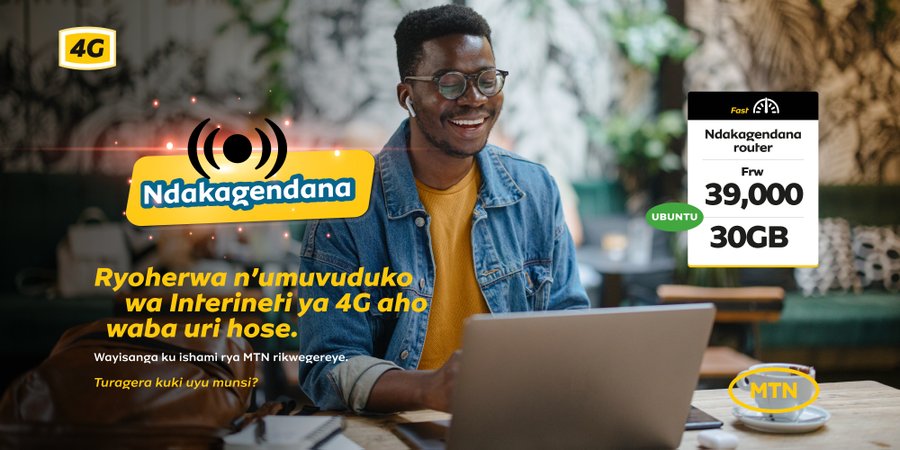 4G
Ndakagendana
Ryoherwa n'umuvuduko
wa Interineti ya 4G aho
waba uri hose.
Wayisanga ku ishami rya MTN rikwegereye.
Turagera kuki uyu munsi?
Fast
Ndakagendana
router
Frw
39,000
UBUNTU
30GB
MTN